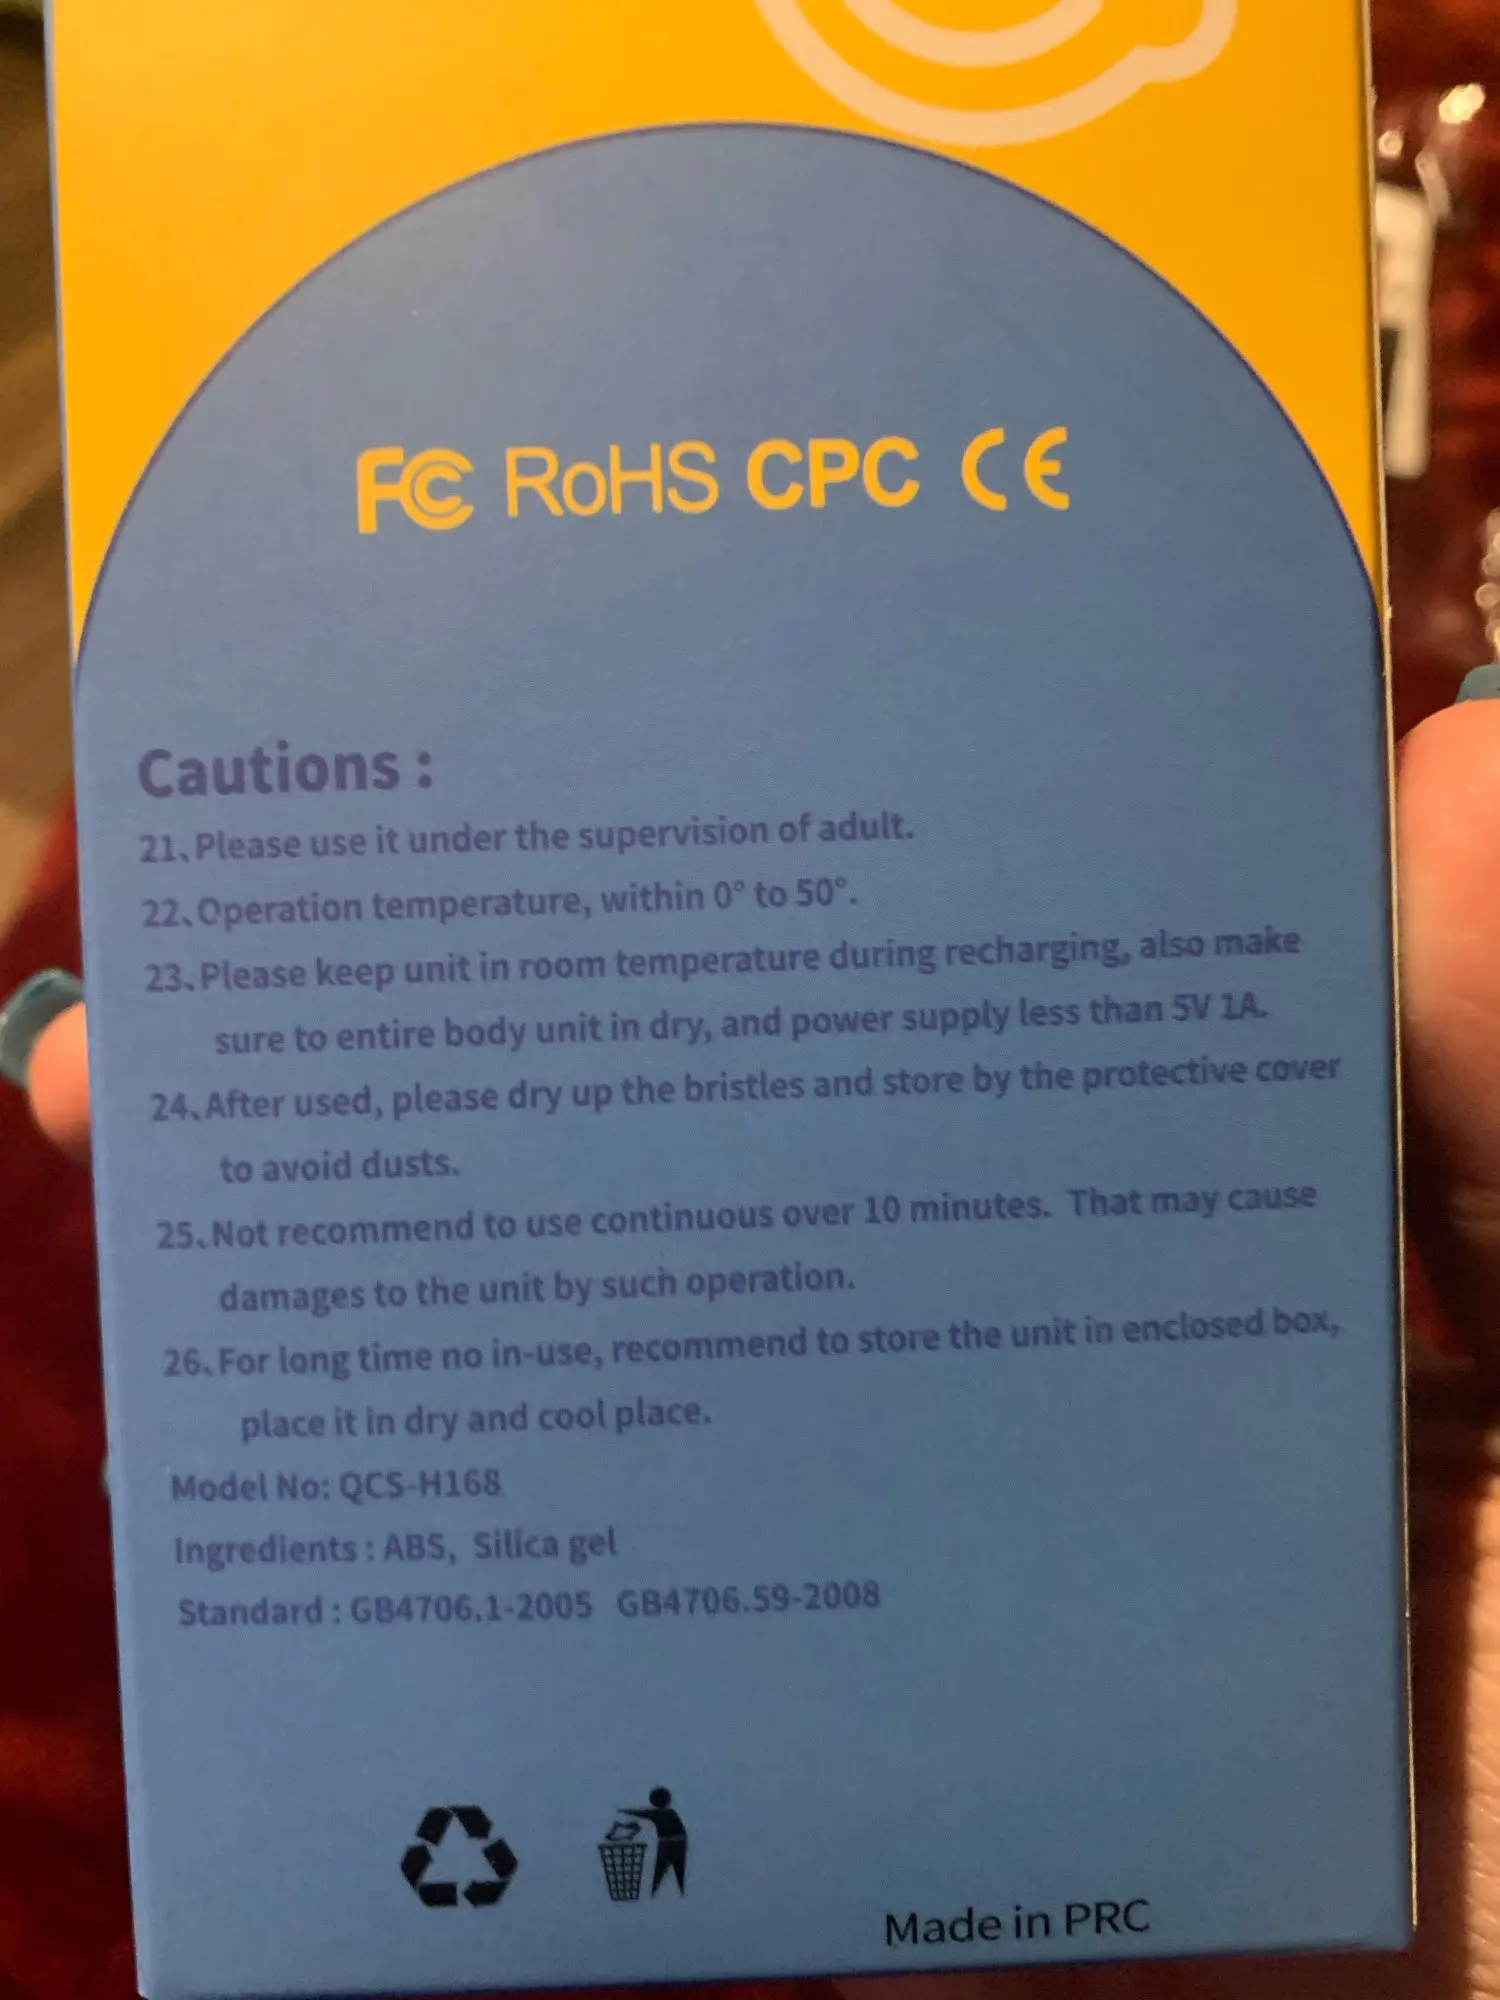 FC RoHS CPC CE
Cautions :
21、Please use it under the supervision of adult.
22、Operation temperature, within 0° to 50°.
23、Please keep unit in room temperature during recharging, also make
sure to entire body unit in dry, and power supply less than 5V 1A.
24、After used, please dry up the bristles and store by the protective cover
to avoid dusts.
25、Not recommend to use continuous over 10 minutes. That may cause
damages to the unit by such operation.
26、For long time no in-use, recommend to store the unit in enclosed box,
place it in dry and cool place.
Model No: QCS-H168
Ingredients : ABS, Silica gel
Standard : GB4706.1-2005 GB4706.59-2008
Made in PRC